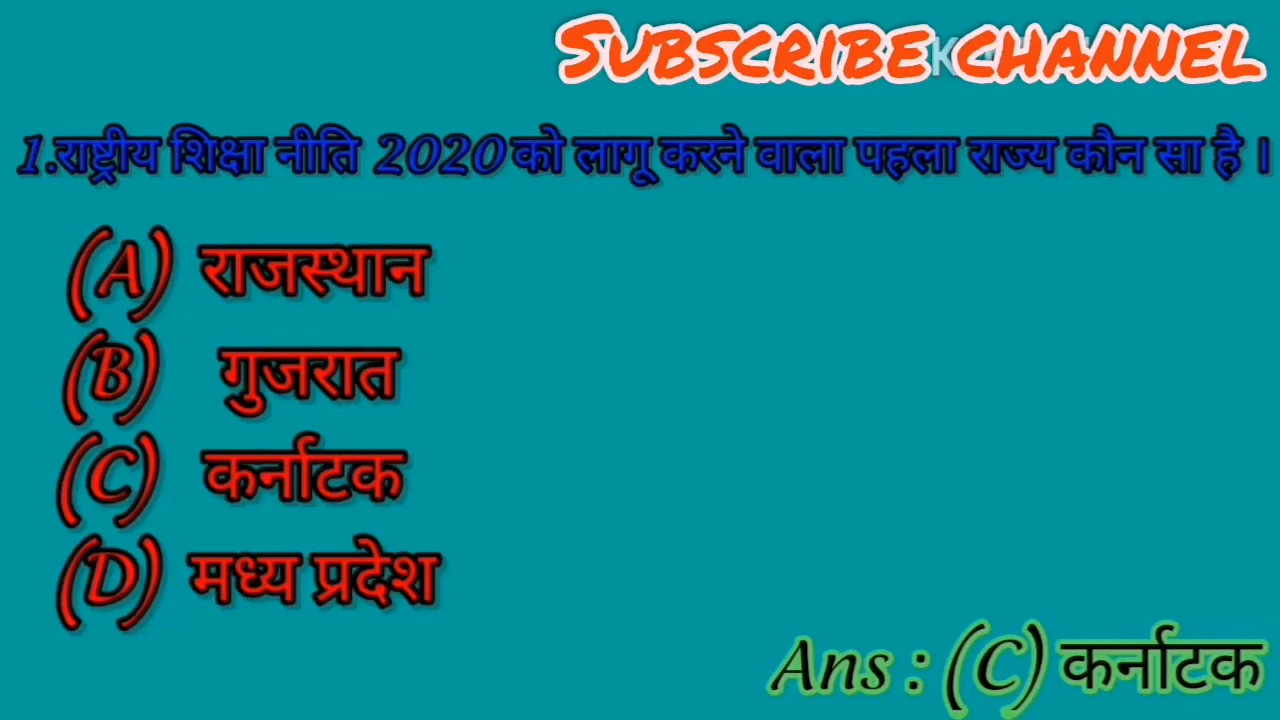 SUBSCRIBE CHANNEL
1.राष्ट्रीय शिक्षा नीति 2020 को लागू करने वाला पहला राज्य कौन सा है ।
(A) राजस्थान
(B) गुजरात
(C) कर्नाटक
(D) मध्य प्रदेश
Ans : (C) कर्नाटक